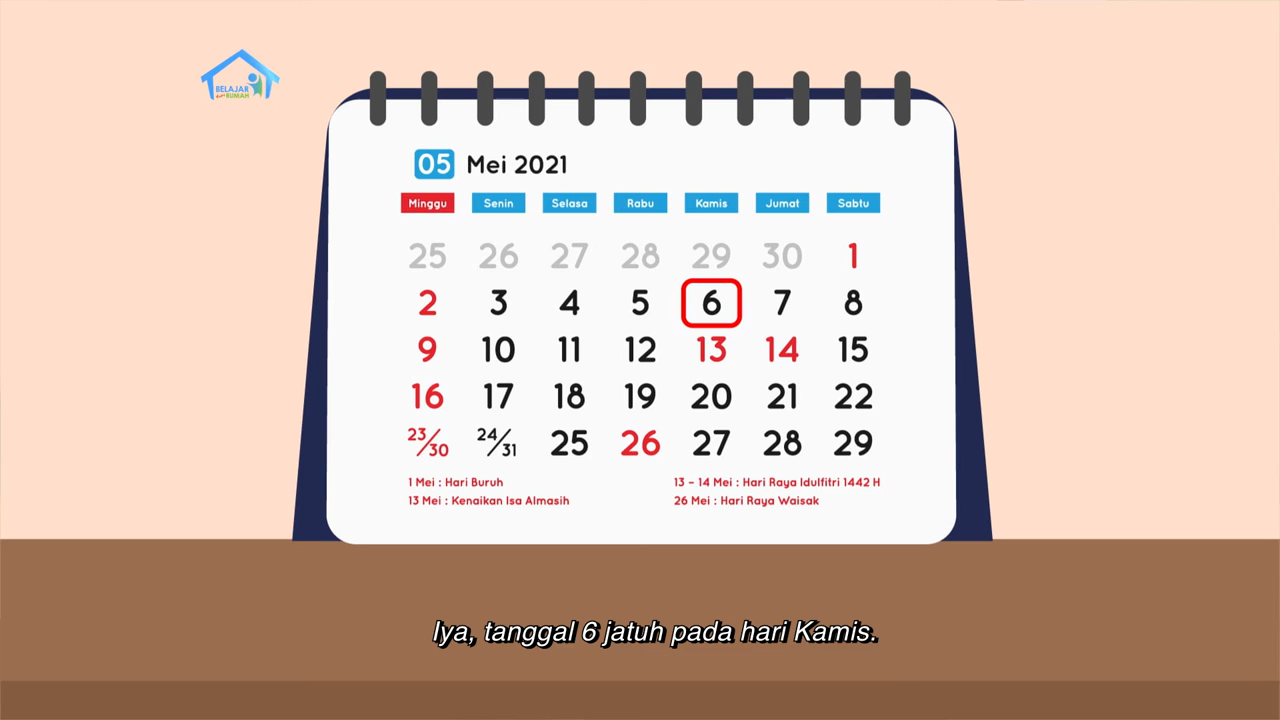 BELAJAR
dari RUMAH
05 Mei 2021
Minggu Senin Selasa Rabu Kamis Jumat Sabtu
25 26 27 28 29 30 1
2 3 4 5 6 7 8
9 10 11 12 13 14 15
16 17 18 19 20 21 22
23/30 24/31 25 26 27 28 29
1 Mei : Hari Buruh
13 Mei : Kenaikan Isa Almasih
13 - 14 Mei : Hari Raya Idulfitri 1442 H
26 Mei : Hari Raya Waisak
Iya, tanggal 6 jatuh pada hari Kamis.